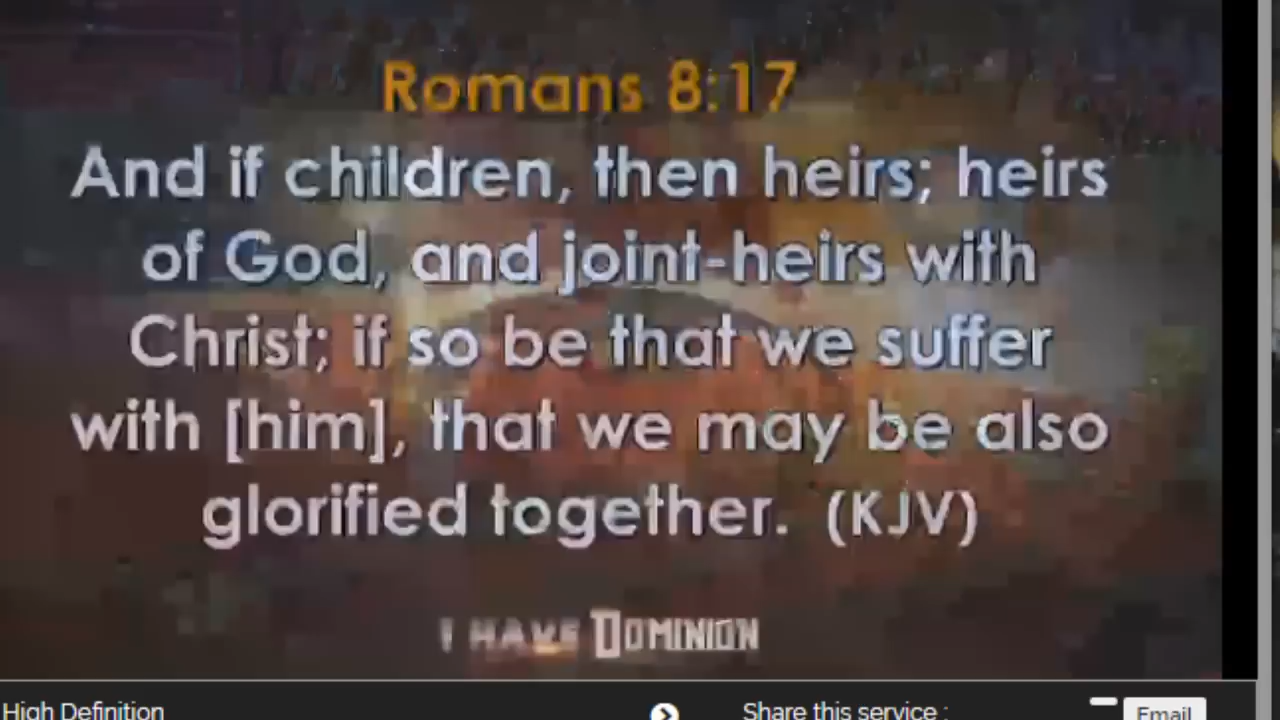 Romans 8:17
And if children, then heirs; heirs
of God, and joint-heirs with
Christ; if so be that we suffer
with [him], that we may be also
glorified together. (KJV)
I HAVE DOMINION
High Definition
Share this service :
Email